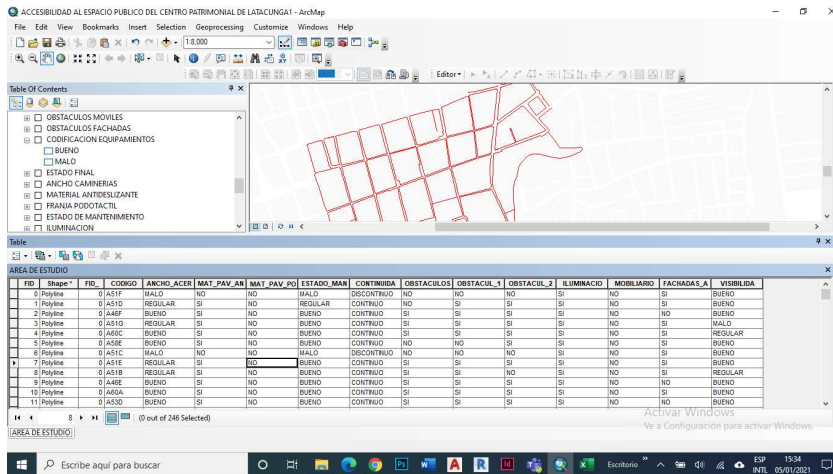 ACCESIBILIDAD AL ESPACIO PUBLICO DEL CENTRO PATRIMONIAL DE LATACUNGA1 - ArcMap
File Edit View Bookmarks Insert Selection Geoprocessing Customize Windows Help
1:8,000
Editor
Table Of Contents
OBSTACULOS MOVILES
OBSTACULOS FACHADAS
CODIFICACION EQUIPAMIENTOS
BUENO
MALO
ESTADO FINAL
ANCHO CAMINERIAS
MATERIAL ANTIDESLIZANTE
FRANJA PODOTACTIL
ESTADO DE MANTENIMIENTO
ILUMINACION
Table
AREA DE ESTUDIO
FID Shape * FID_ CODIGO ANCHO_ACER MAT_PAV_AN MAT_PAV_PO ESTADO_MAN CONTINUIDA OBSTACULOS OBSTACUL_1 OBSTACUL_2 ILUMINACIO MOBILIARIO FACHADAS_A VISIBILIDA
0 Polyline 0 A51F MALO NO NO MALO DISCONTINUO NO NO NO SI NO SI BUENO
1 Polyline 0 A51D REGULAR SI NO REGULAR CONTINUO NO SI SI SI NO SI BUENO
2 Polyline 0 A46F BUENO SI NO BUENO CONTINUO SI SI SI SI NO NO BUENO
3 Polyline 0 A51G REGULAR SI NO BUENO CONTINUO SI SI SI SI NO SI MALO
4 Polyline 0 A60C BUENO SI NO BUENO CONTINUO SI SI SI SI NO SI REGULAR
5 Polyline 0 A58E BUENO SI NO BUENO CONTINUO NO NO SI SI NO SI BUENO
6 Polyline 0 A51C MALO NO NO MALO DISCONTINUO NO NO NO SI NO SI BUENO
7 Polyline 0 A51E REGULAR SI NO BUENO CONTINUO SI SI SI SI NO SI BUENO
8 Polyline 0 A51B REGULAR SI NO BUENO CONTINUO SI SI NO SI NO SI REGULAR
9 Polyline 0 A46E BUENO SI NO BUENO CONTINUO SI SI SI SI NO NO BUENO
10 Polyline 0 A60A BUENO SI NO BUENO CONTINUO SI SI SI SI NO SI BUENO
11 Polyline 0 A53D BUENO SI NO BUENO CONTINUO SI SI SI SI NO NO BUENO
8 (0 out of 246 Selected)
AREA DE ESTUDIO
Activar Windows
Ve a Configuración para activar Windows.
Escribe aquí para buscar
Escritorio
ESP
INTL
15:34
05/01/2021